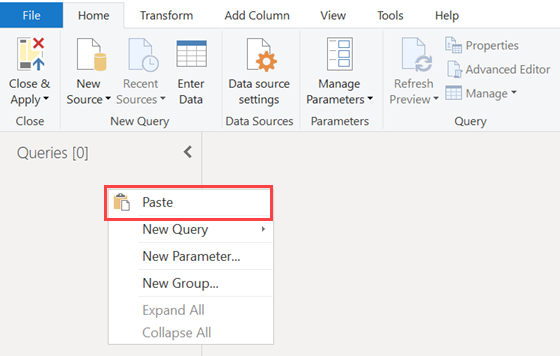 File Home Transform Add Column View Tools Help
Close & Apply New Source Recent Sources Enter Data Data source settings Manage Parameters Refresh Preview Properties
Advanced Editor
Manage
Close New Query Data Sources Parameters Query
Queries [0]
Paste
New Query
New Parameter...
New Group...
Expand All
Collapse All